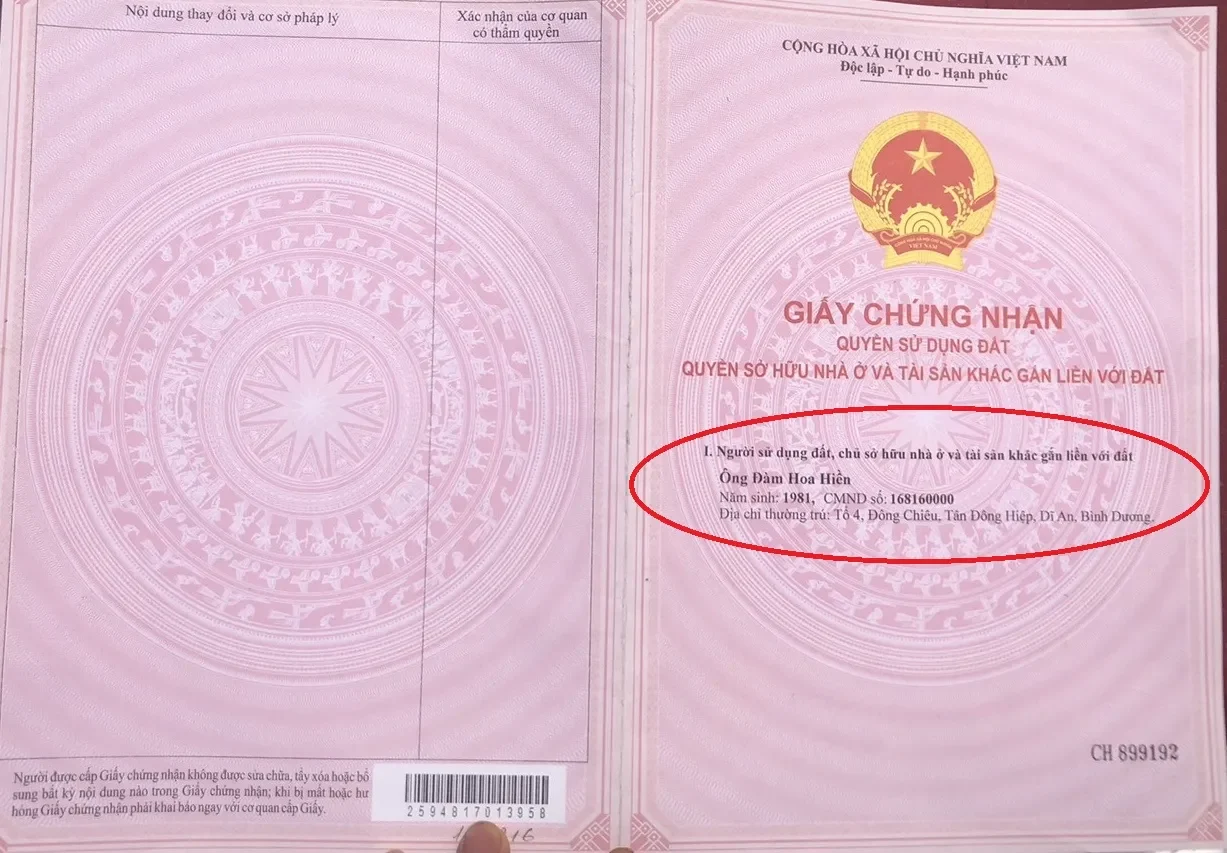 Nội dung thay đổi và cơ sở pháp lý
Xác nhận của cơ quan
có thẩm quyền
Người được cấp Giấy chứng nhận không được sửa chữa, tẩy xóa hoặc bổ
sung bất kỳ nội dung nào trong Giấy chứng nhận; khi bị mất hoặc hư
hỏng Giấy chứng nhận phải khai báo ngay với cơ quan cấp Giấy.
2594817013958
CỘNG HÒA XÃ HỘI CHỦ NGHĨA VIỆT NAM
Độc lập - Tự do - Hạnh phúc
VIỆT NAM
GIẤY CHỨNG NHẬN
QUYỀN SỬ DỤNG ĐẤT
QUYỀN SỞ HỮU NHÀ Ở VÀ TÀI SẢN KHÁC GẮN LIỀN VỚI ĐẤT
I. Người sử dụng đất, chủ sở hữu nhà ở và tài sản khác gắn liền với đất
Ông Đàm Hoa Hiền
Năm sinh: 1981, CMND số: 168160000
Địa chỉ thường trú: Tổ 4, Đông Chiêu, Tân Đông Hiệp, Dĩ An, Bình Dương.
CH 899192